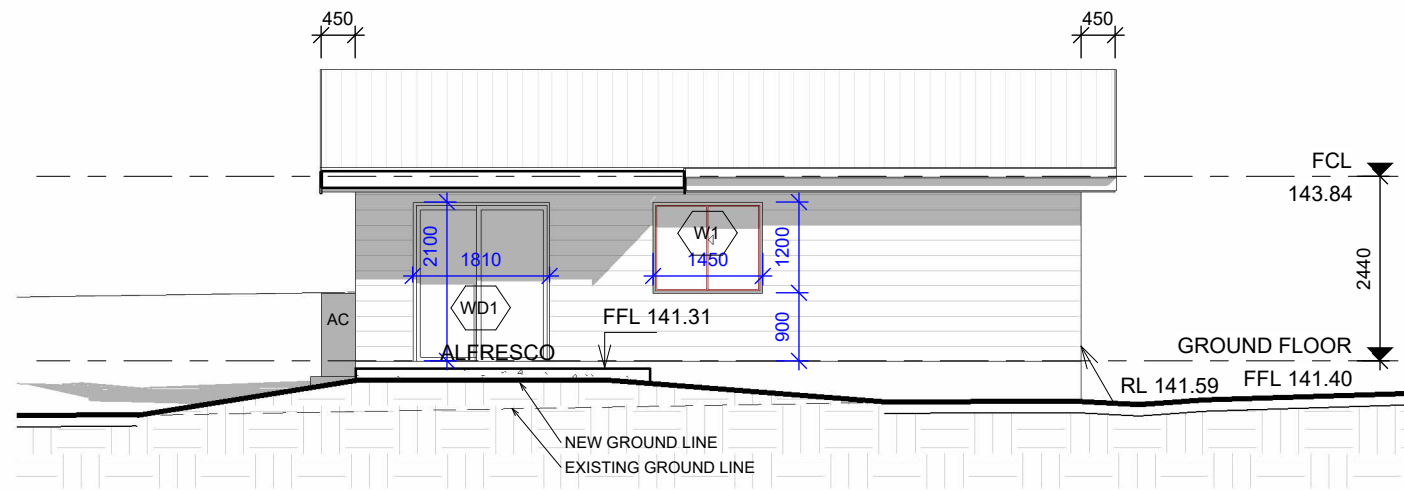 450
450
FCL
143.84
2440
2100
1810
W1
1450
1200
900
WD1
AC
FFL 141.31
ALFRESCO
GROUND FLOOR
FFL 141.40
RL 141.59
NEW GROUND LINE
EXISTING GROUND LINE